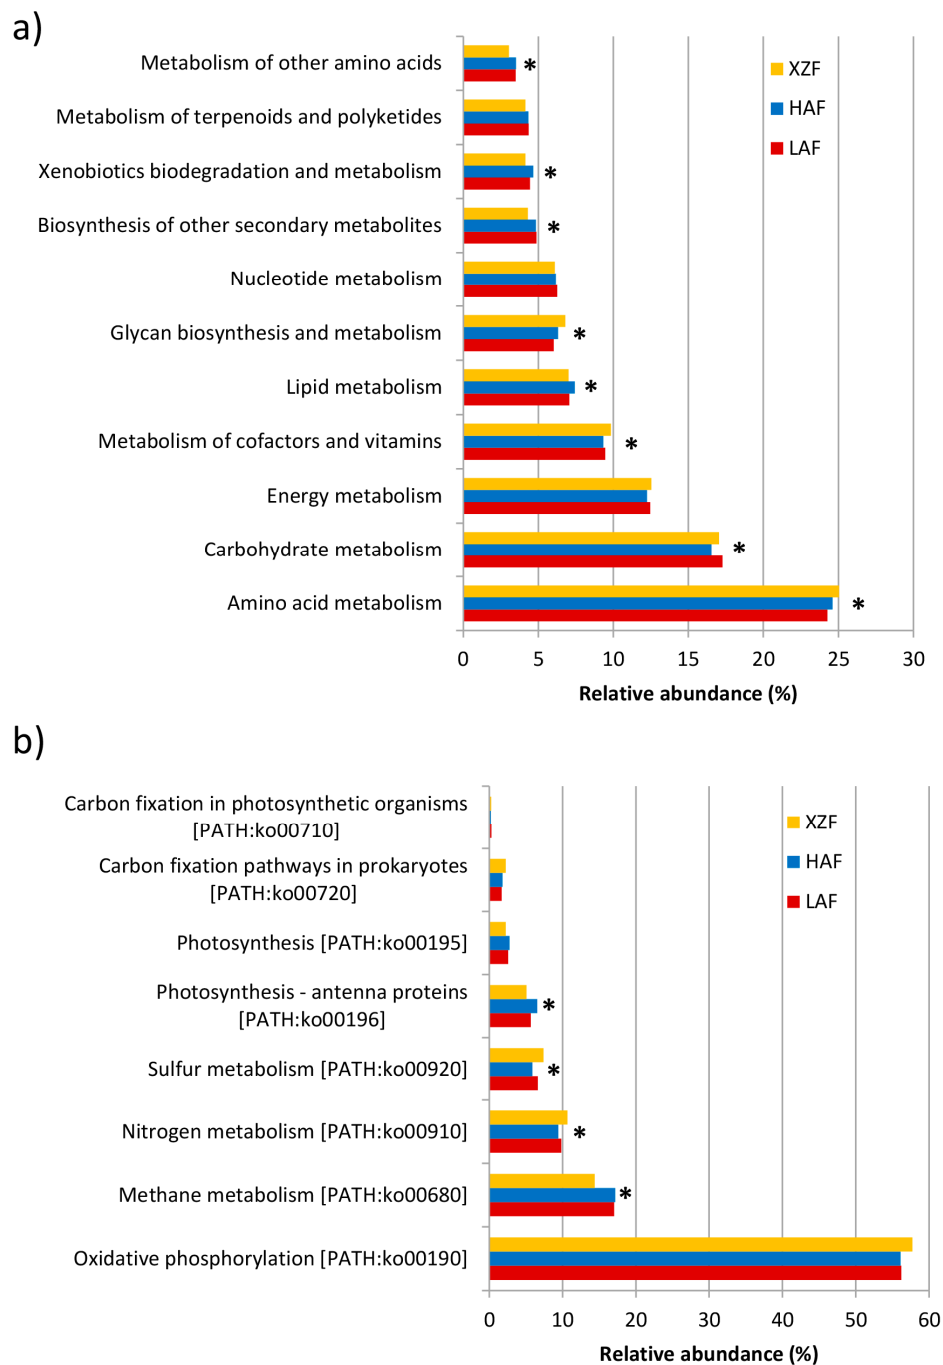 a)
Metabolism of other amino acids
*
Metabolism of terpenoids and polyketides
Xenobiotics biodegradation and metabolism
*
Biosynthesis of other secondary metabolites
*
Nucleotide metabolism
Glycan biosynthesis and metabolism
*
Lipid metabolism
*
Metabolism of cofactors and vitamins
*
Energy metabolism
Carbohydrate metabolism
*
Amino acid metabolism
*
XZF
HAF
LAF
0 5 10 15 20 25 30
Relative abundance (%)
b)
Carbon fixation in photosynthetic organisms
[PATH:ko00710]
Carbon fixation pathways in prokaryotes
[PATH:ko00720]
Photosynthesis [PATH:ko00195]
Photosynthesis - antenna proteins
[PATH:ko00196]
*
Sulfur metabolism [PATH:ko00920]
*
Nitrogen metabolism [PATH:ko00910]
*
Methane metabolism [PATH:ko00680]
*
Oxidative phosphorylation [PATH:ko00190]
XZF
HAF
LAF
0 10 20 30 40 50 60
Relative abundance (%)